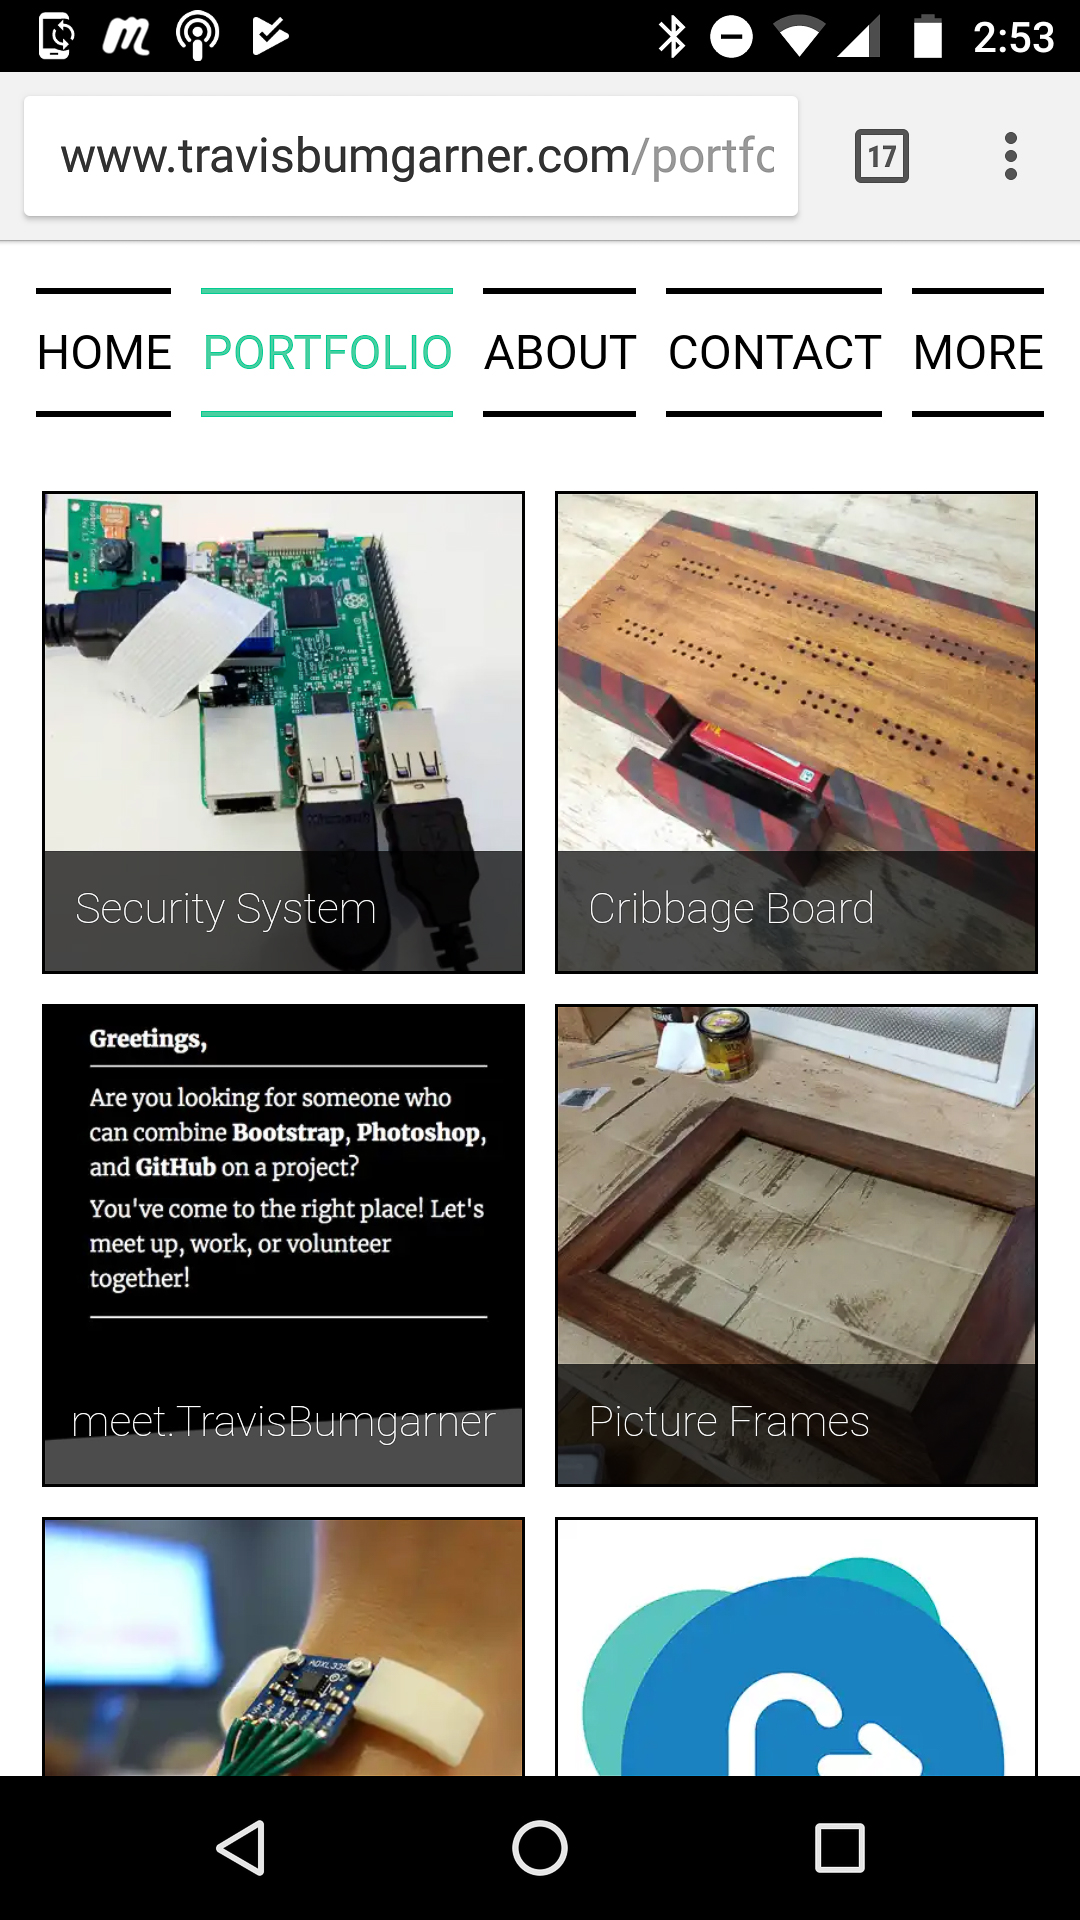 2:53
www.travisbumgarner.com/portfo
17
HOME PORTFOLIO ABOUT CONTACT MORE
Security System
Cribbage Board
Greetings,
Are you looking for someone who
can combine Bootstrap, Photoshop,
and GitHub on a project?
You've come to the right place! Let's
meet up, work, or volunteer
together!
meet.TravisBumgarner
Picture Frames
ADXL335